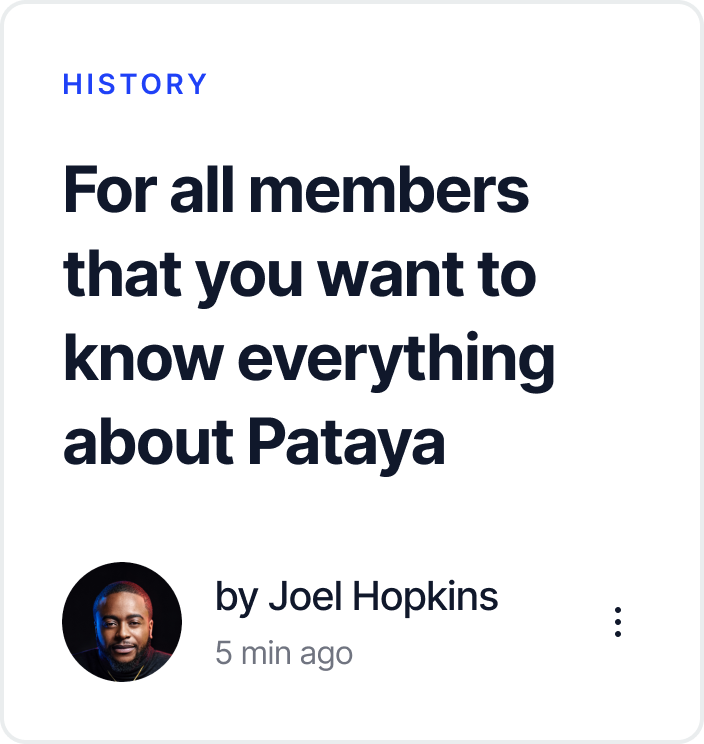 HISTORY
For all members
that you want to
know everything
about Pataya
by Joel Hopkins
5 min ago